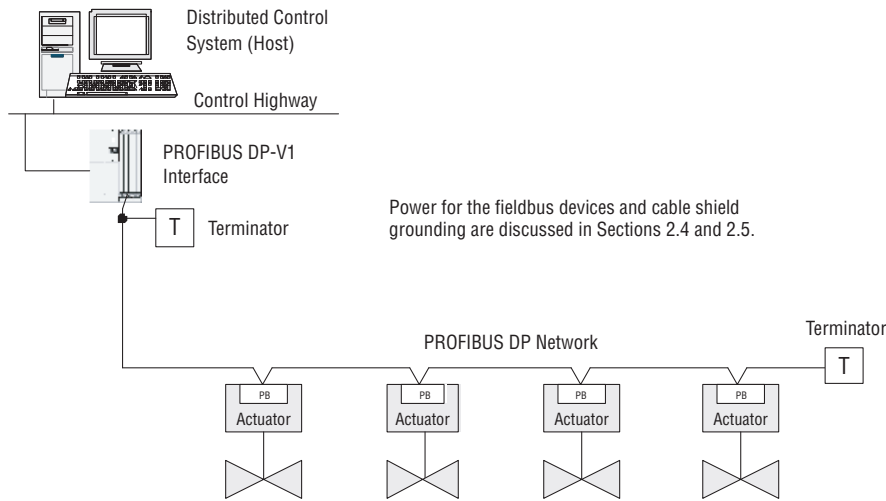 Distributed Control
System (Host)
Control Highway
PROFIBUS DP-V1
Interface
T
Terminator
Power for the fieldbus devices and cable shield
grounding are discussed in Sections 2.4 and 2.5.
PROFIBUS DP Network
Terminator
T
PB
Actuator
PB
Actuator
PB
Actuator
PB
Actuator